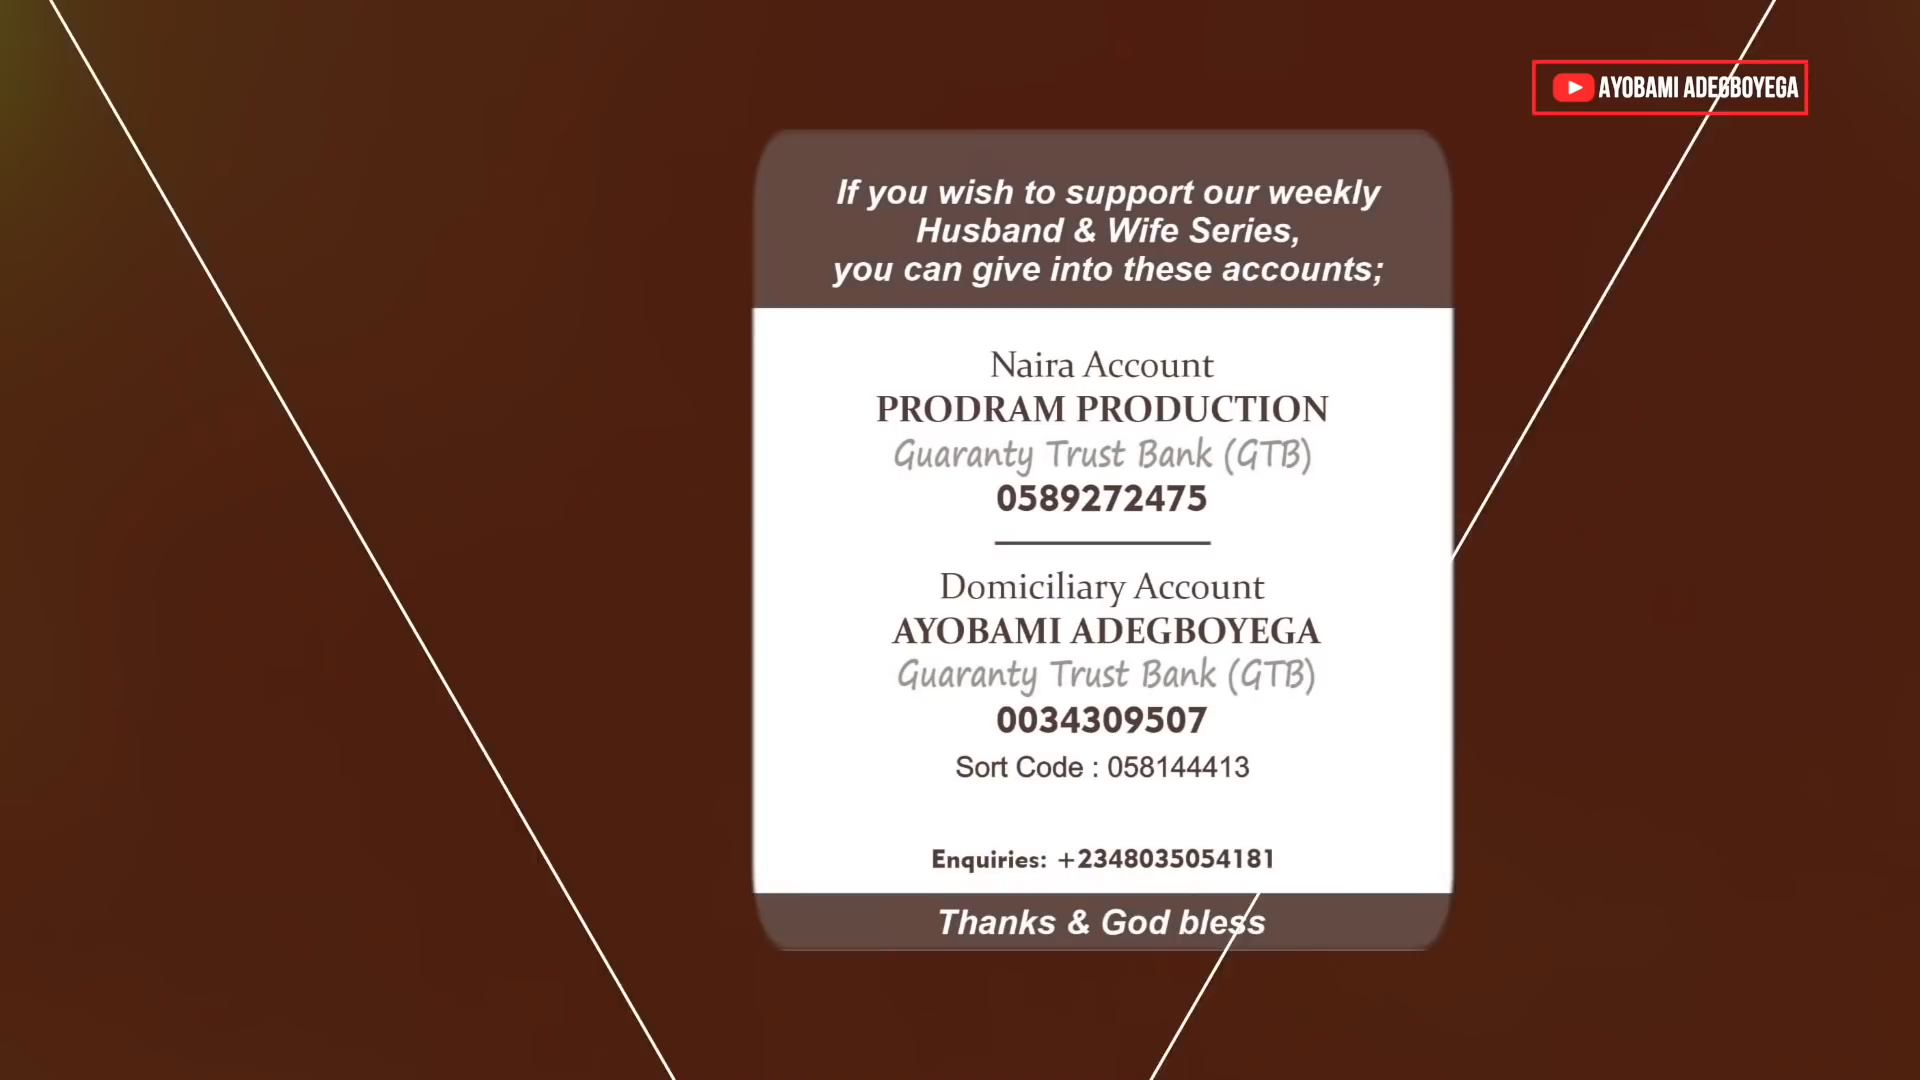 AYOBAMI ADEGBOYEGA
If you wish to support our weekly
Husband & Wife Series,
you can give into these accounts;
Naira Account
PRODRAM PRODUCTION
Guaranty Trust Bank (GTB)
0589272475
Domiciliary Account
AYOBAMI ADEGBOYEGA
Guaranty Trust Bank (GTB)
0034309507
Sort Code : 058144413
Enquiries: +2348035054181
Thanks & God bless